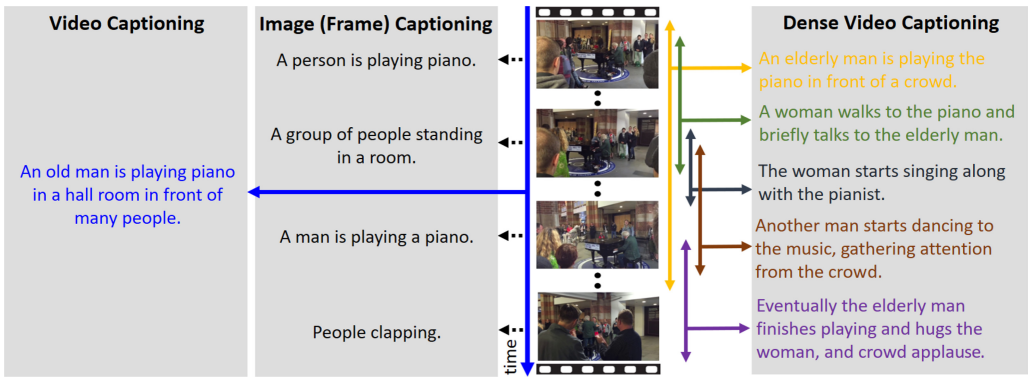 Video Captioning
An old man is playing piano
in a hall room in front of
many people.
Image (Frame) Captioning
A person is playing piano.
A group of people standing
in a room.
A man is playing a piano.
People clapping.
time
Dense Video Captioning
An elderly man is playing the
piano in front of a crowd.
A woman walks to the piano and
briefly talks to the elderly man.
The woman starts singing along
with the pianist.
Another man starts dancing to
the music, gathering attention
from the crowd.
Eventually the elderly man
finishes playing and hugs the
woman, and crowd applause.